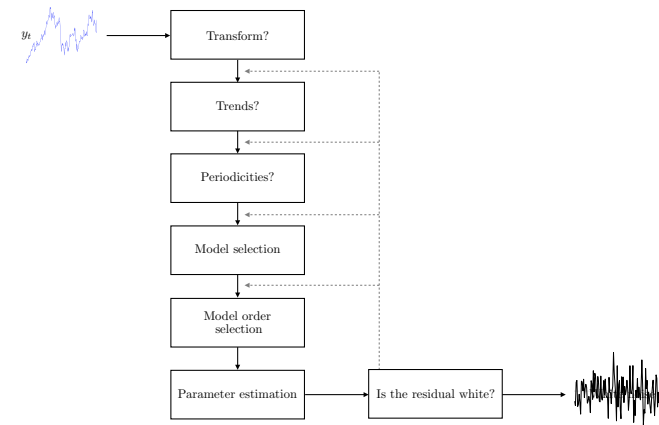 y_t
Transform?
Trends?
Periodicities?
Model selection
Model order
selection
Parameter estimation
Is the residual white?